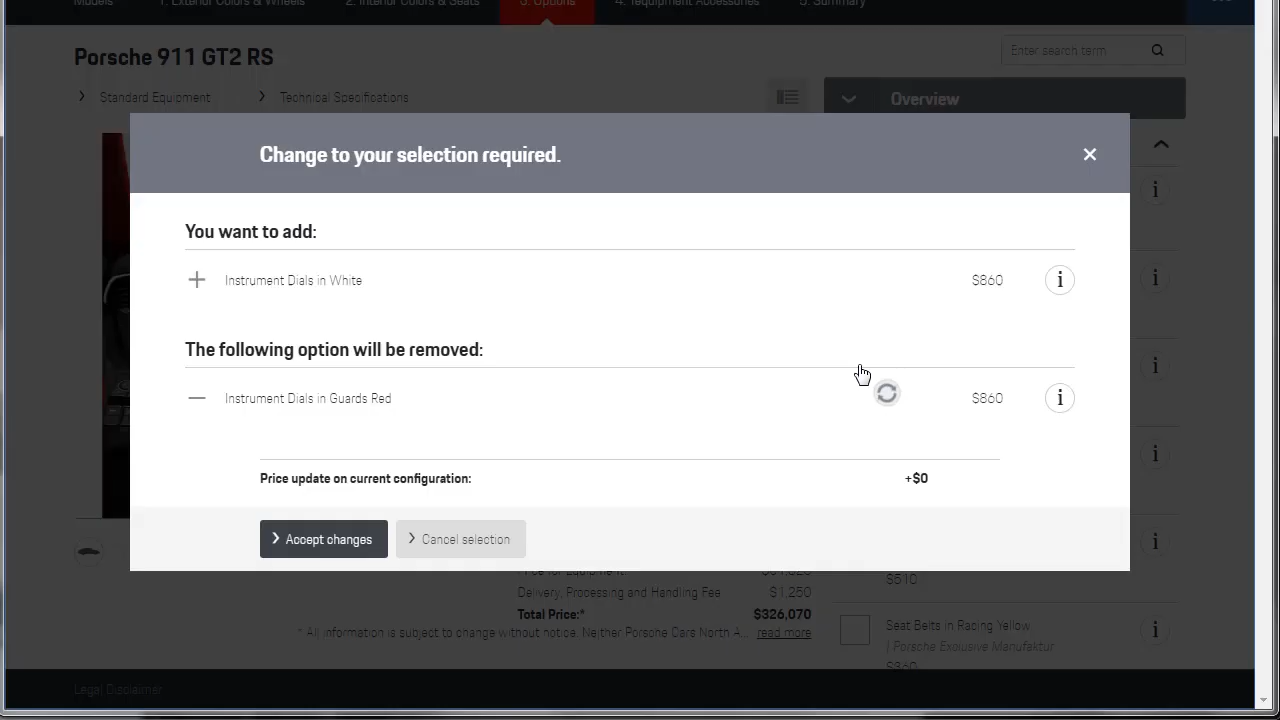 Models
1. Exterior Colors & Wheels
2. Interior Colors & Seats
3. Options
4. Tequipment Accessories
5. Summary
Porsche 911 GT2 RS
Enter search term
Standard Equipment
Technical Specifications
Overview
Change to your selection required.
You want to add:
Instrument Dials in White $860
The following option will be removed:
Instrument Dials in Guards Red $860
Price update on current configuration: +$0
Accept changes
Cancel selection
Price for Equipment:
Delivery, Processing and Handling Fee $1,250
Total Price:* $326,070
* All information is subject to change without notice. Neither Porsche Cars North A... read more
$510
Seat Belts in Racing Yellow
| Porsche Exclusive Manufaktur
$360
Legal Disclaimer